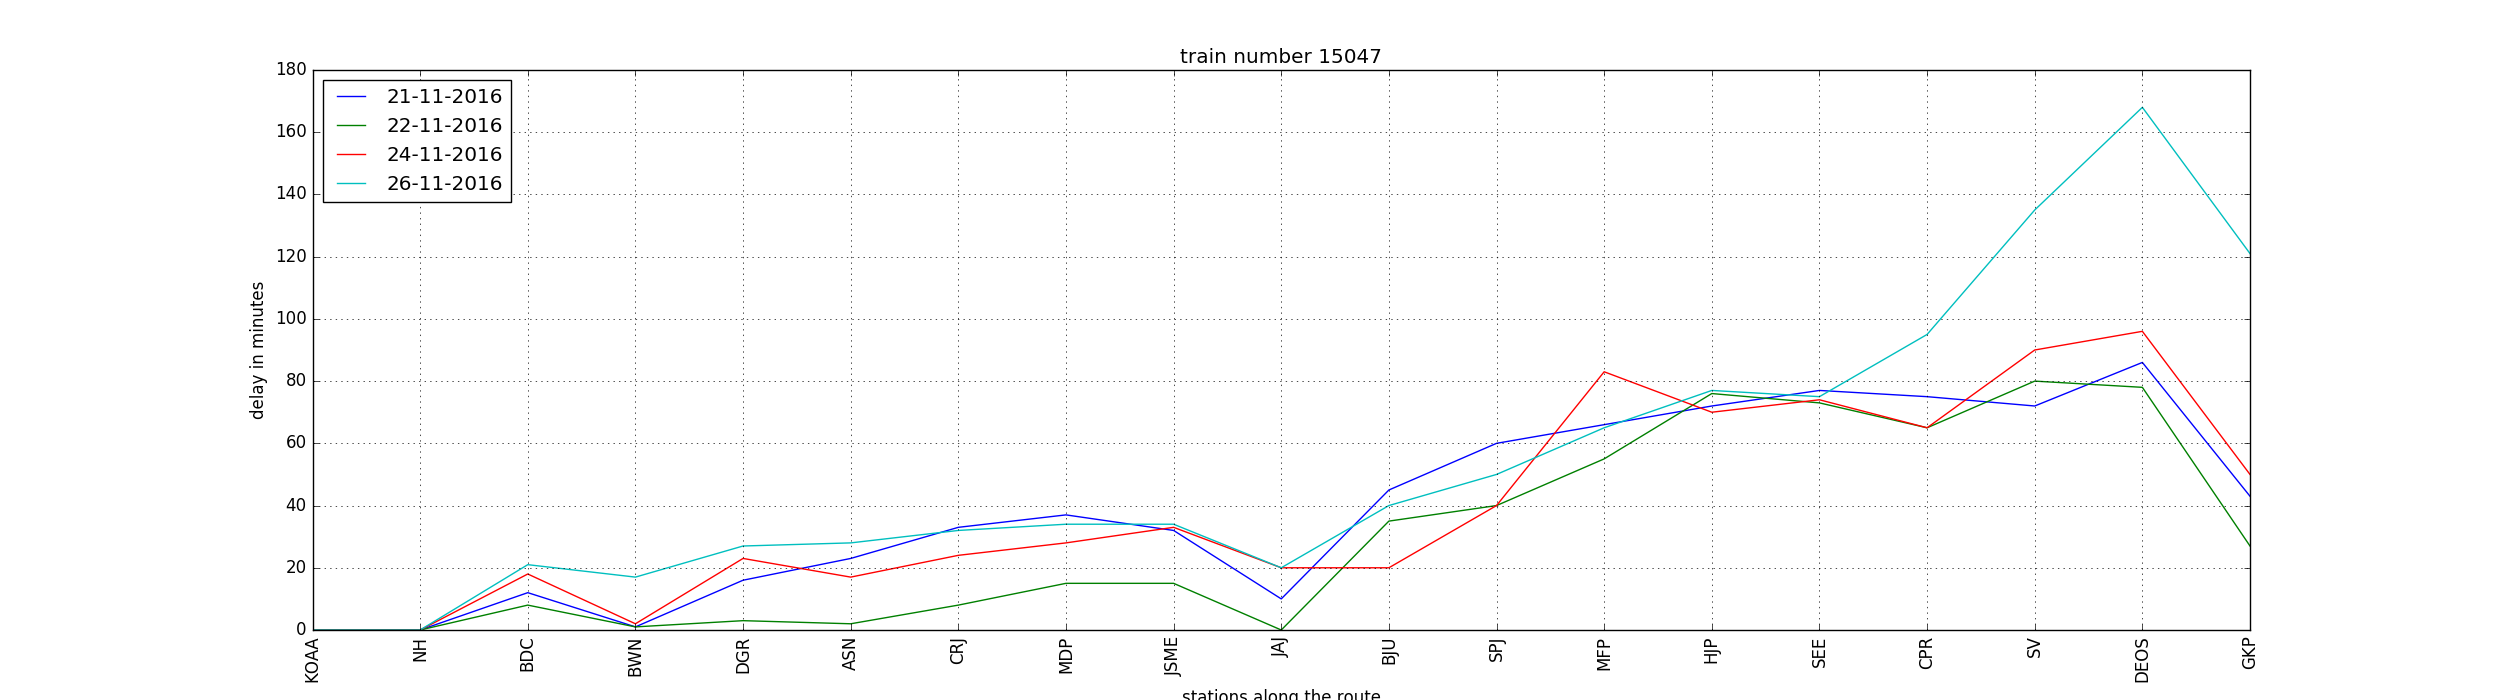 train number 15047
180
160
140
120
100
80
60
40
20
0
delay in minutes
21-11-2016
22-11-2016
24-11-2016
26-11-2016
KOAA
NH
BDC
BWN
DGR
ASN
CRJ
MDP
JSME
JAJ
BJU
SPJ
MFP
HJP
SEE
CPR
SV
DEOS
GKP
stations along the route